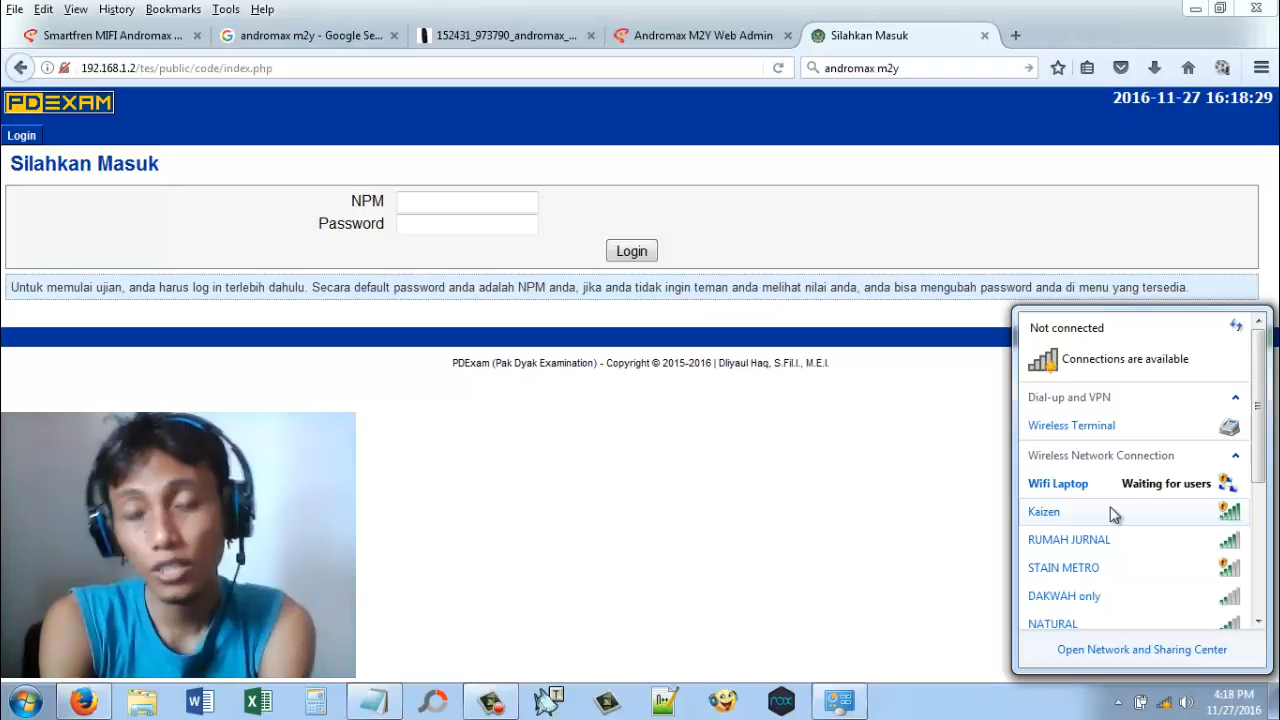 File Edit View History Bookmarks Tools Help
Smartfren MIFI Andromax ...
andromax m2y - Google Se...
152431_973790_andromax_...
Andromax M2Y Web Admin
Silahkan Masuk
192.168.1.2/tes/public/code/index.php
andromax m2y
PDEXAM
2016-11-27 16:18:29
Login
Silahkan Masuk
NPM
Password
Login
Untuk memulai ujian, anda harus log in terlebih dahulu. Secara default password anda adalah NPM anda, jika anda tidak ingin teman anda melihat nilai anda, anda bisa mengubah password anda di menu yang tersedia.
PDExam (Pak Dyak Examination) - Copyright © 2015-2016 | Dliyaul Haq, S.Fil.I., M.E.I.
Not connected
Connections are available
Dial-up and VPN
Wireless Terminal
Wireless Network Connection
Wifi Laptop Waiting for users
Kaizen
RUMAH JURNAL
STAIN METRO
DAKWAH only
NATURAL
Open Network and Sharing Center
4:18 PM
11/27/2016